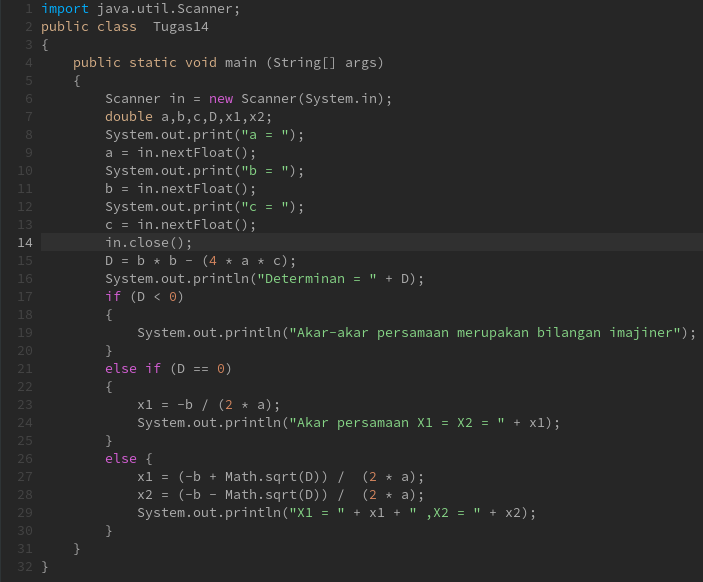 1 import java.util.Scanner;
2 public class  Tugas14
3 {
4     public static void main (String[] args)
5     {
6         Scanner in = new Scanner(System.in);
7         double a,b,c,D,x1,x2;
8         System.out.print("a = ");
9         a = in.nextFloat();
10         System.out.print("b = ");
11         b = in.nextFloat();
12         System.out.print("c = ");
13         c = in.nextFloat();
14         in.close();
15         D = b * b - (4 * a * c);
16         System.out.println("Determinan = " + D);
17         if (D < 0)
18         {
19             System.out.println("Akar-akar persamaan merupakan bilangan imajiner");
20         }
21         else if (D == 0)
22         {
23             x1 = -b / (2 * a);
24             System.out.println("Akar persamaan X1 = X2 = " + x1);
25         }
26         else {
27             x1 = (-b + Math.sqrt(D)) /  (2 * a);
28             x2 = (-b - Math.sqrt(D)) /  (2 * a);
29             System.out.println("X1 = " + x1 + " ,X2 = " + x2);
30         }
31     }
32 }